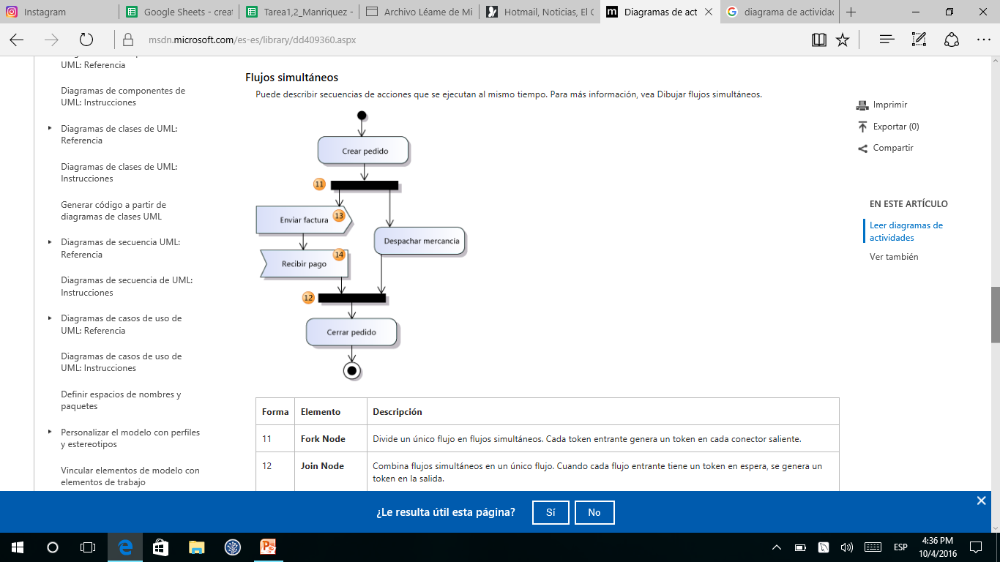 Instagram
Google Sheets - creat
Tarea1,2_Manriquez -
Archivo Léame de Mi
Hotmail, Noticias, El C
Diagramas de act
diagrama de actividac
msdn.microsoft.com/es-es/library/dd409360.aspx
UML: Referencia
Diagramas de componentes de
UML: Instrucciones
Diagramas de clases de UML:
Referencia
Diagramas de clases de UML:
Instrucciones
Generar código a partir de
diagramas de clases UML
Diagramas de secuencia UML:
Referencia
Diagramas de secuencia de UML:
Instrucciones
Diagramas de casos de uso de
UML: Referencia
Diagramas de casos de uso de
UML: Instrucciones
Definir espacios de nombres y
paquetes
Personalizar el modelo con perfiles
y estereotipos
Vincular elementos de modelo con
elementos de trabajo
Flujos simultáneos
Puede describir secuencias de acciones que se ejecutan al mismo tiempo. Para más información, vea Dibujar flujos simultáneos.
Crear pedido
11
Enviar factura
13
Despachar mercancía
Recibir pago
14
12
Cerrar pedido
Forma Elemento Descripción
11 Fork Node Divide un único flujo en flujos simultáneos. Cada token entrante genera un token en cada conector saliente.
12 Join Node Combina flujos simultáneos en un único flujo. Cuando cada flujo entrante tiene un token en espera, se genera un
token en la salida.
Imprimir
Exportar (0)
Compartir
EN ESTE ARTÍCULO
Leer diagramas de
actividades
Ver también
¿Le resulta útil esta página?
Sí
No
ESP
4:36 PM
10/4/2016